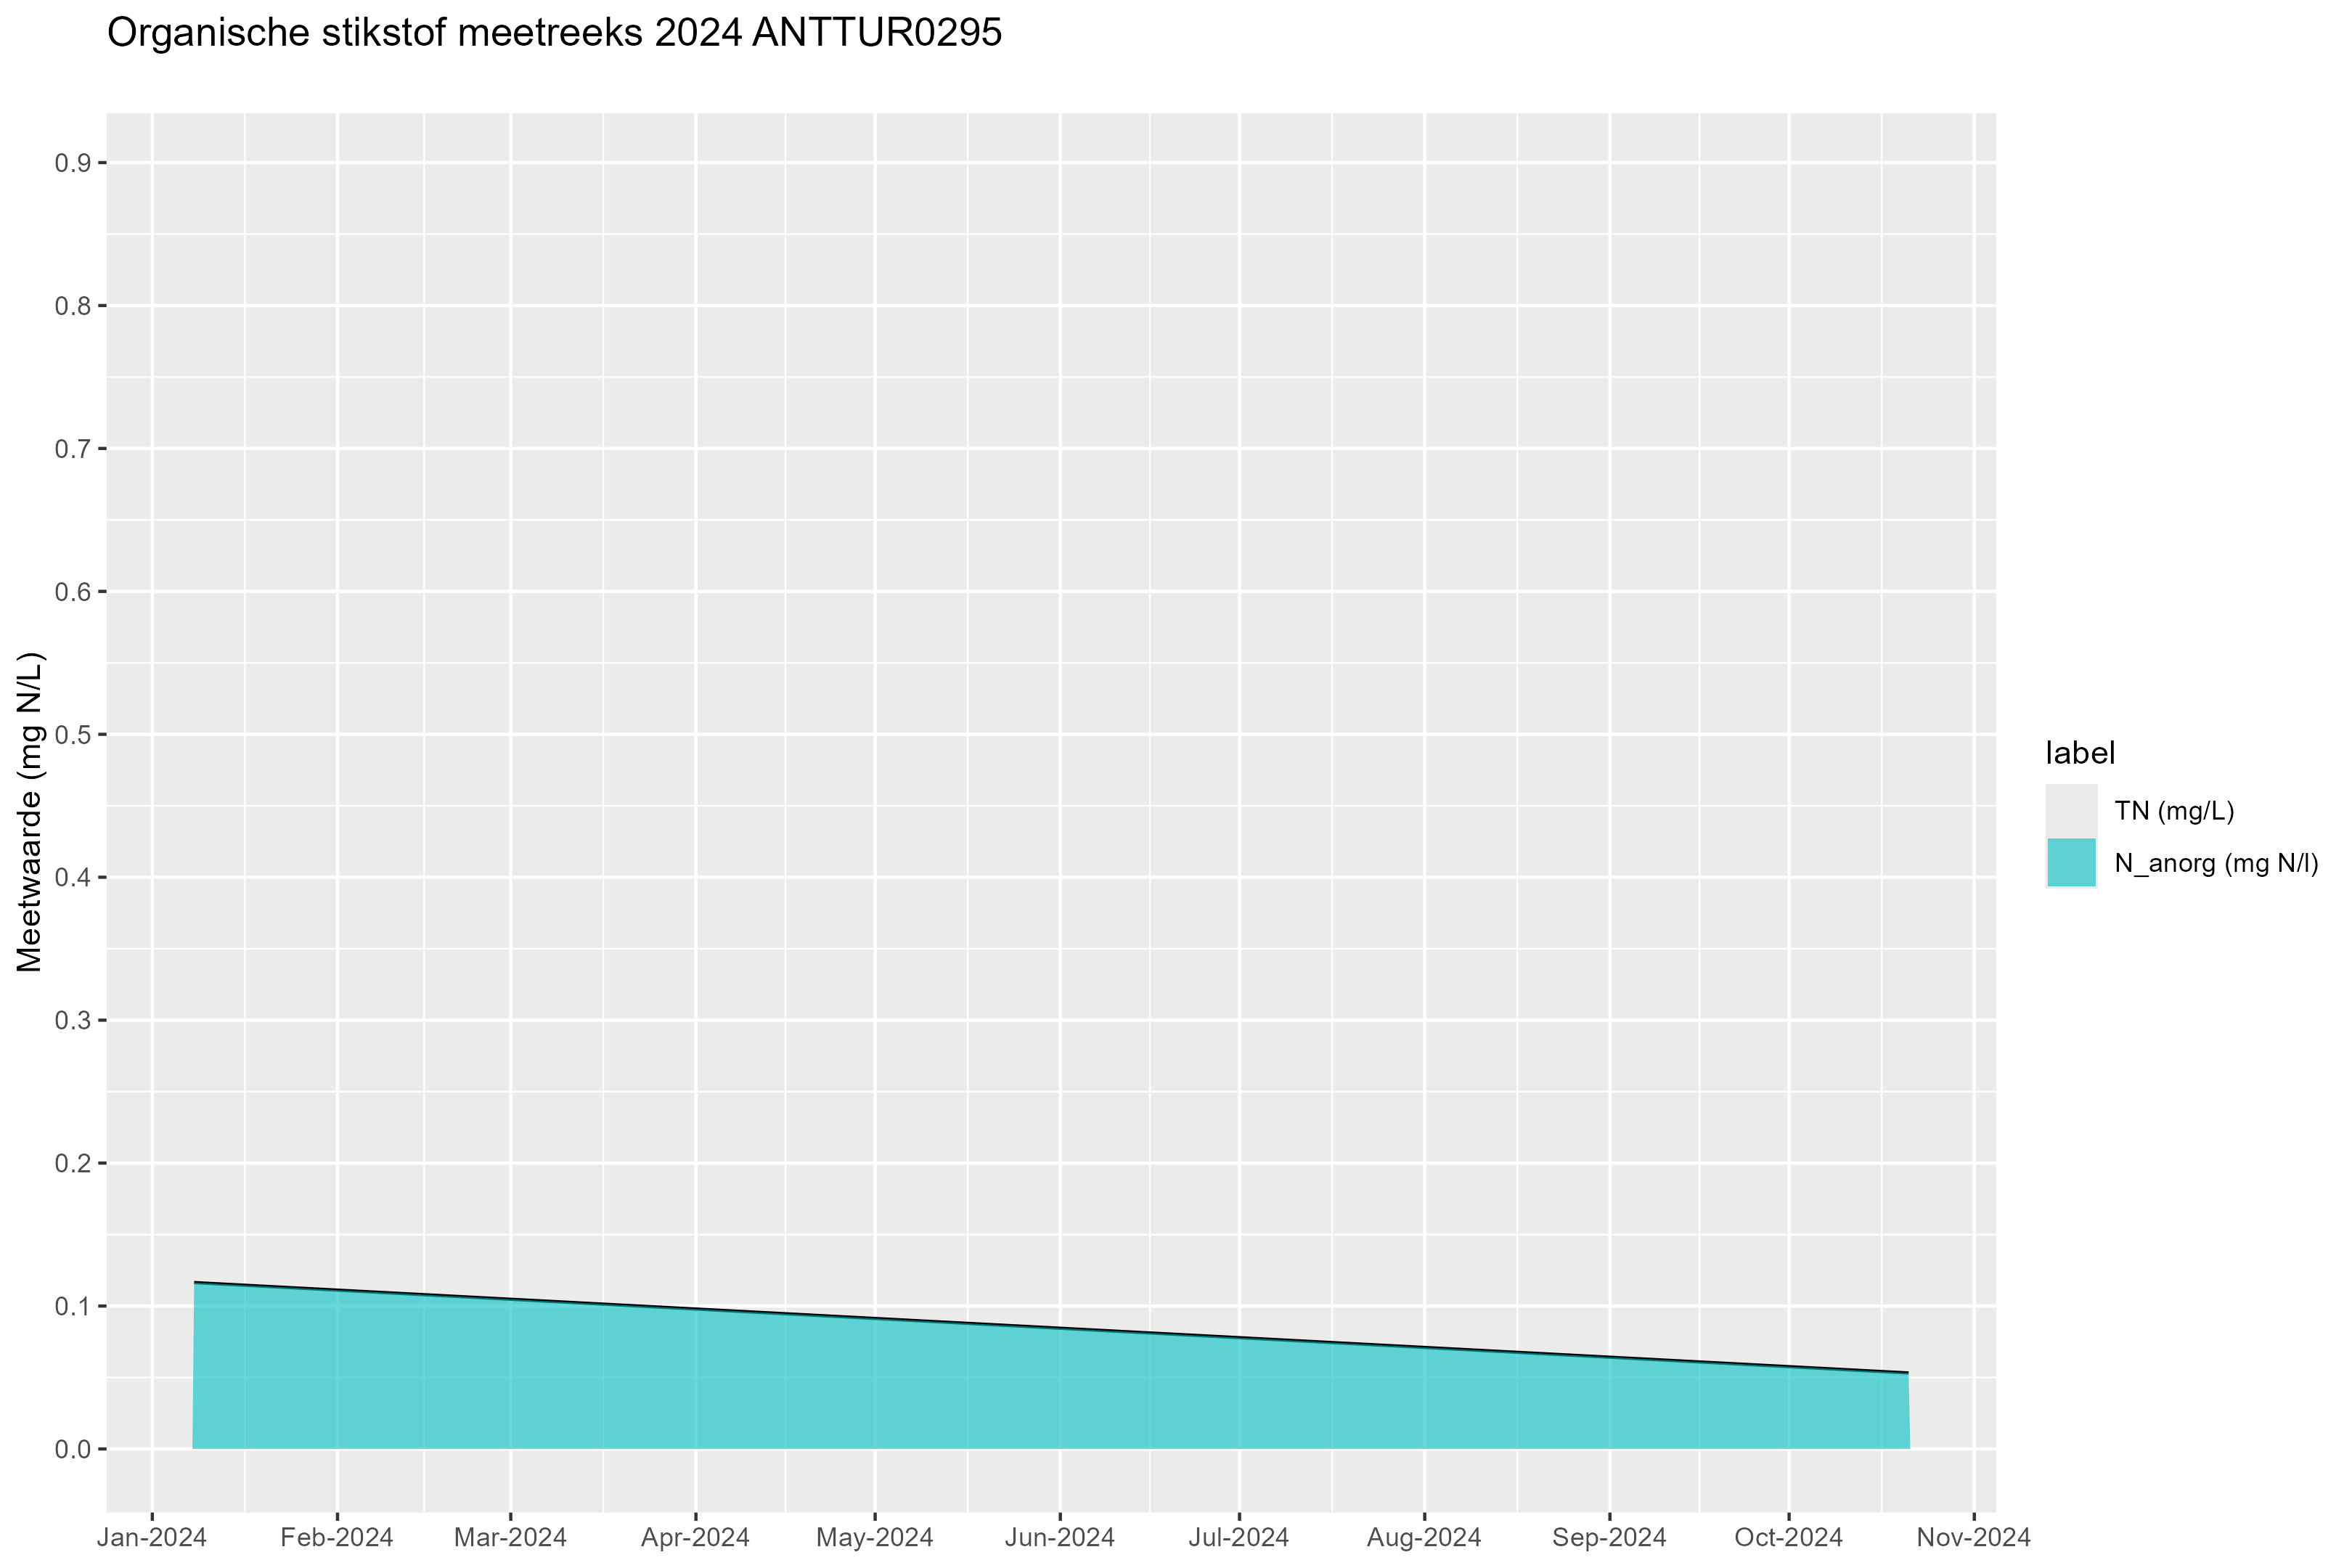 Organische stikstof meetreeks 2024 ANTTUR0295
Meetwaarde (mg N/L)
0.9
0.8
0.7
0.6
0.5
0.4
0.3
0.2
0.1
0.0
Jan-2024 Feb-2024 Mar-2024 Apr-2024 May-2024 Jun-2024 Jul-2024 Aug-2024 Sep-2024 Oct-2024 Nov-2024
label
TN (mg/L)
N_anorg (mg N/l)